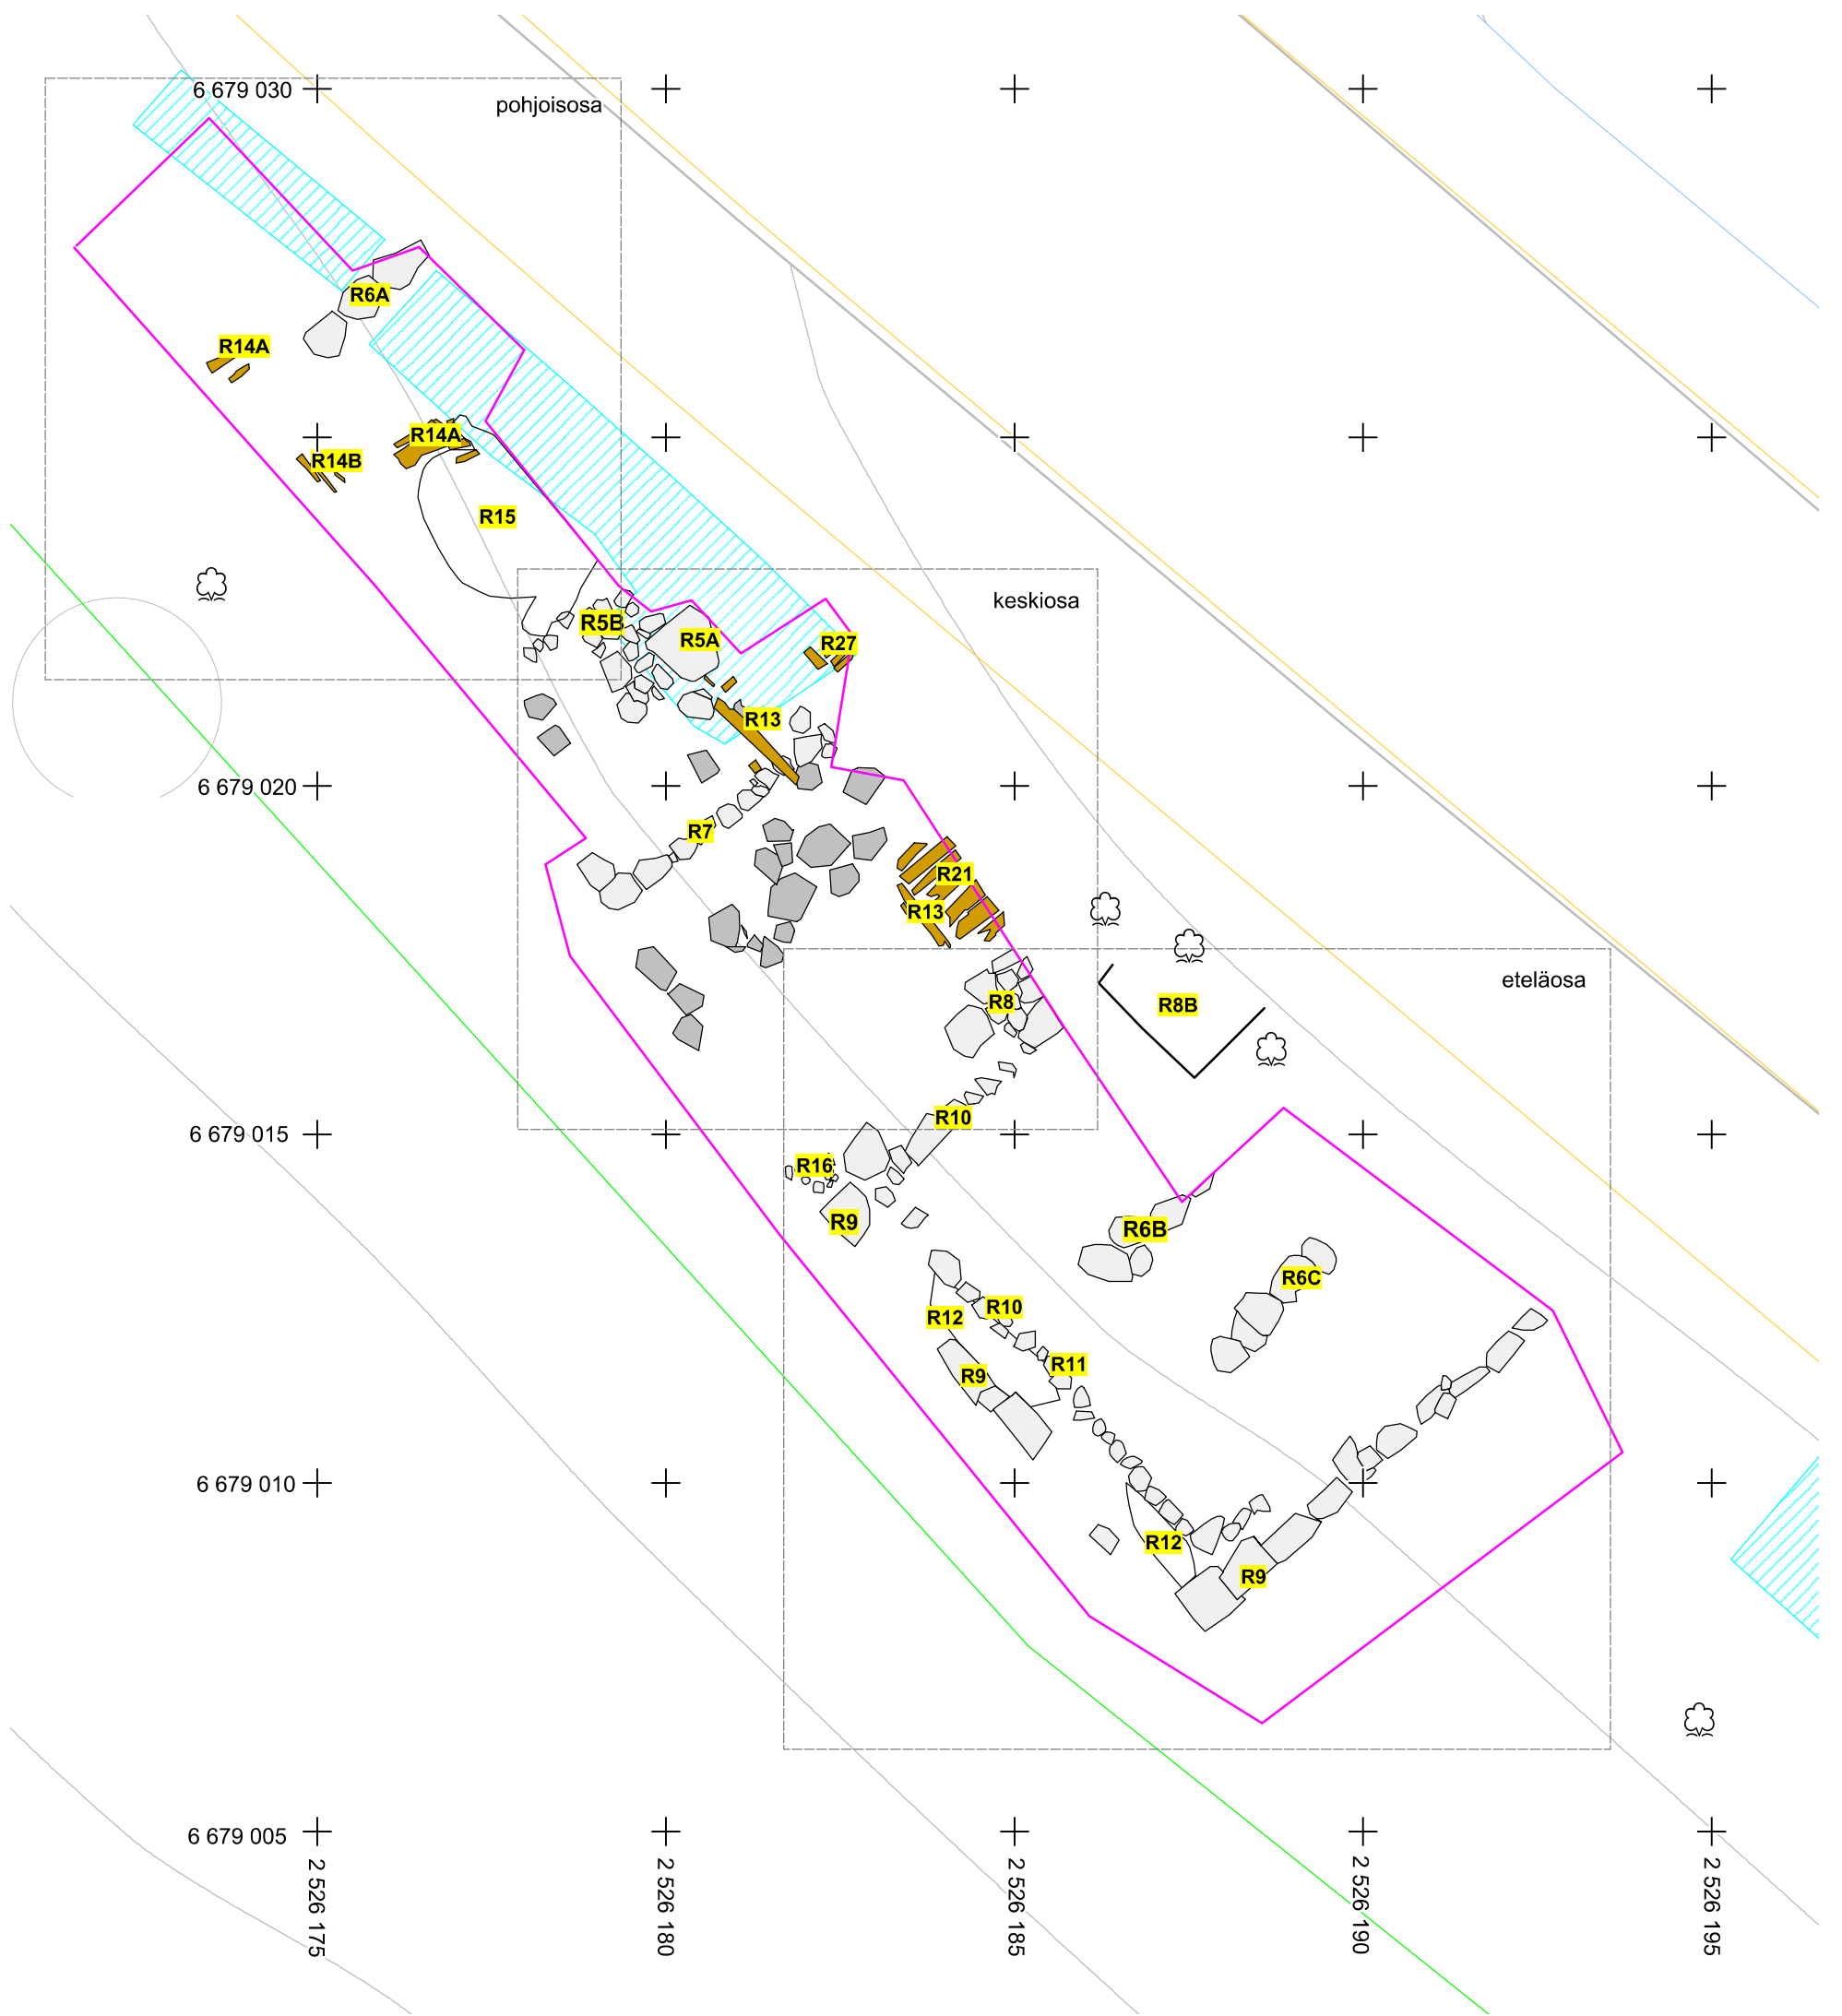 6 679 030
pohjoisosa
R6A
R14A
R14A
R14B
R15
keskiosa
R5B
R5A
R27
R13
6 679 020
R7
R21
R13
eteläosa
R8
R8B
R10
6 679 015
R16
R9
R6B
R6C
R10
R12
R11
R9
6 679 010
R12
R9
6 679 005
2 526 175
2 526 180
2 526 185
2 526 190
2 526 195